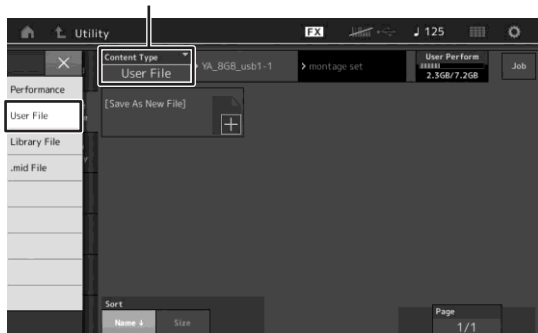 Utility
FX
125
Content Type
User File
YA_8GB_usb1-1
montage set
User Perform
2.3GB/7.2GB
Job
Performance
User File
Library File
.mid File
[Save As New File]
Sort
Name ↓
Size
Page
1/1